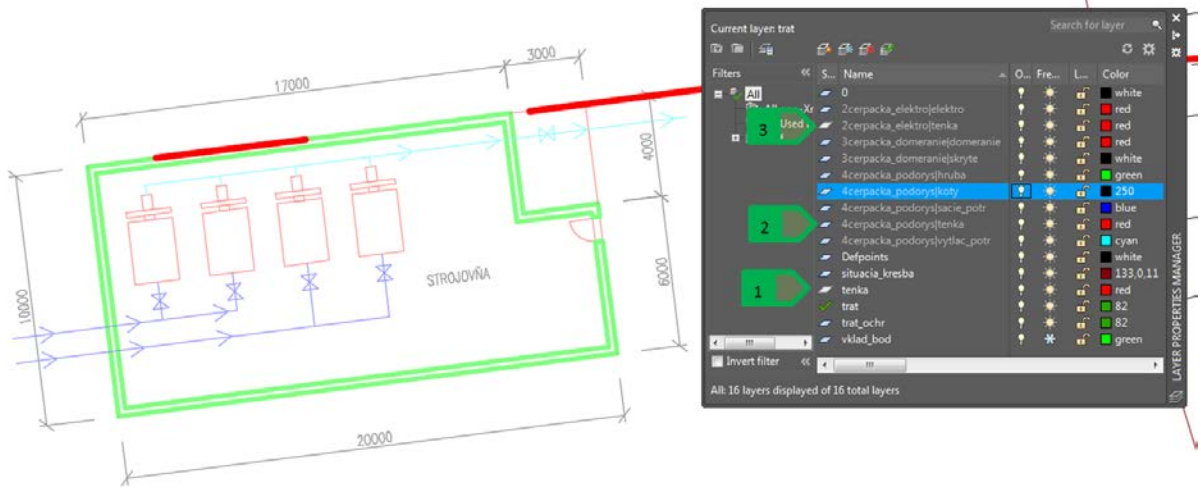 17000
3000
4000
10000
6000
STROJOVŇA
20000
Current layer: trat
Search for layer
Filters
All
Used
3
2
1
S... Name O... Fre... L... Color
0 white
2cerpacka_elektro|elektro red
2cerpacka_elektro|tenka red
3cerpacka_domeranie|domeranie red
3cerpacka_domeranie|skryte white
4cerpacka_podorys|hruba green
4cerpacka_podorys|koty 250
4cerpacka_podorys|sacie_potr blue
4cerpacka_podorys|tenka red
4cerpacka_podorys|vytlac_potr cyan
Defpoints white
situacia_kresba 133,0,11
tenka red
trat 82
trat_ochr 82
vklad_bod green
Invert filter
All: 16 layers displayed of 16 total layers
LAYER PROPERTIES MANAGER